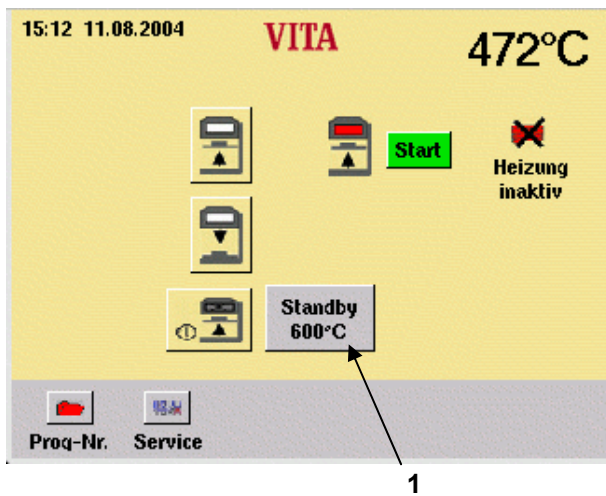 15:12 11.08.2004
VITA
472°C
Start
Heizung
inaktiv
Standby
600°C
Prog-Nr.
Service
1